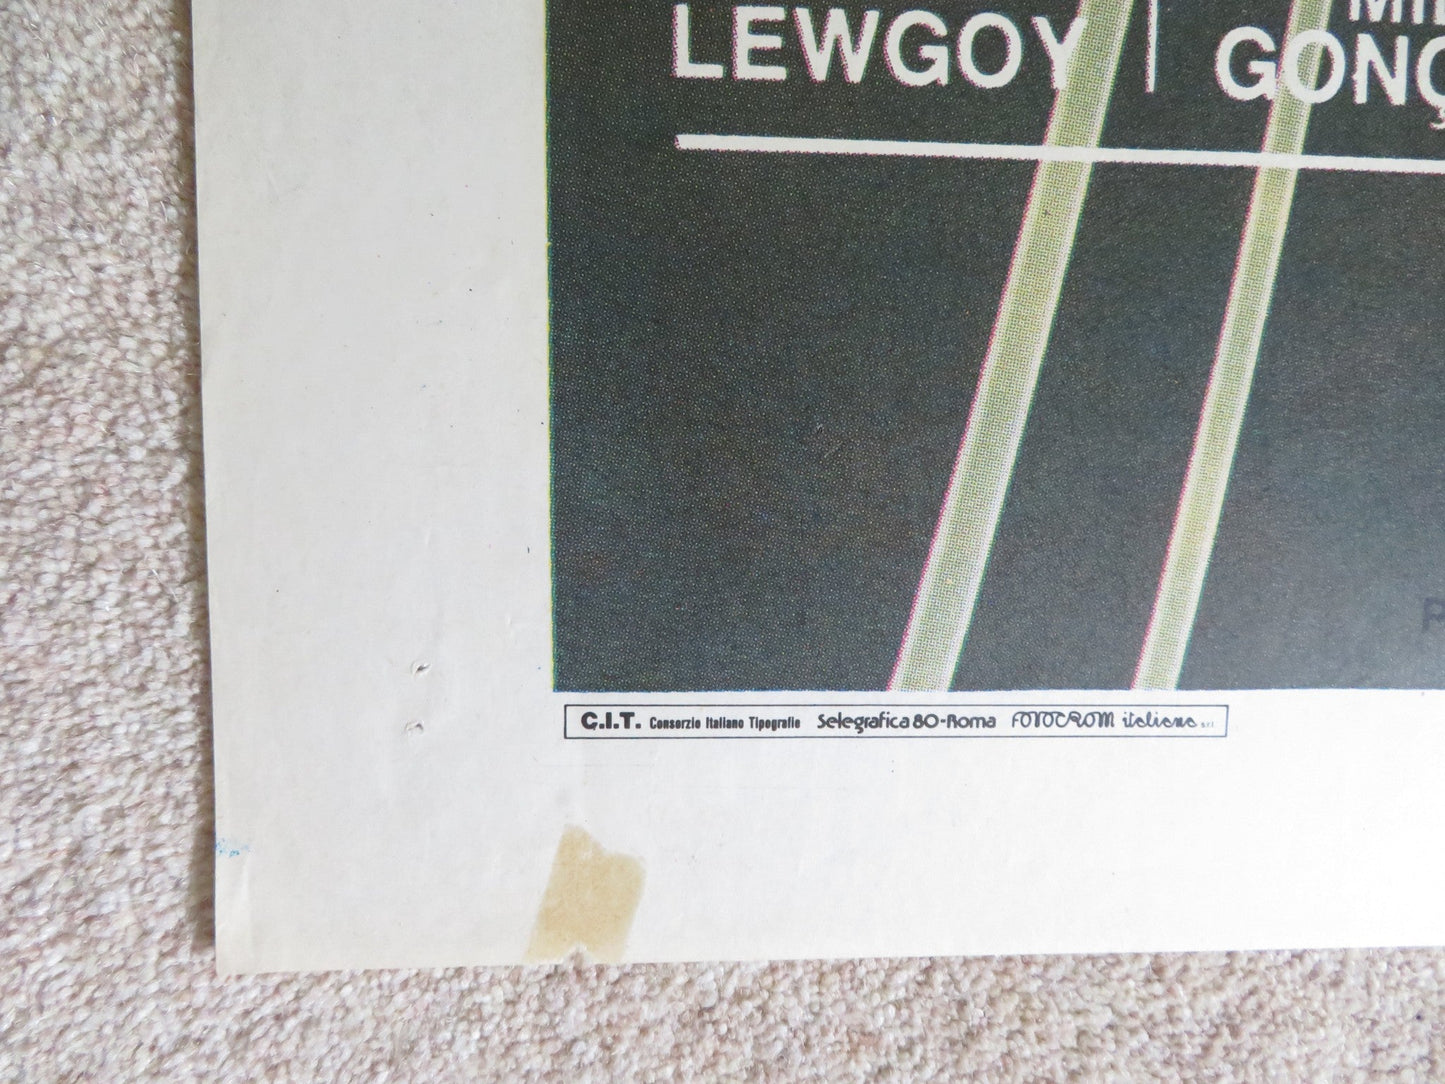 LEWGOY
GONÇ
C.I.T. Consorzio Italiano Tipografie Selegrafica 80-Roma FOTOCROM italiana s.r.l.